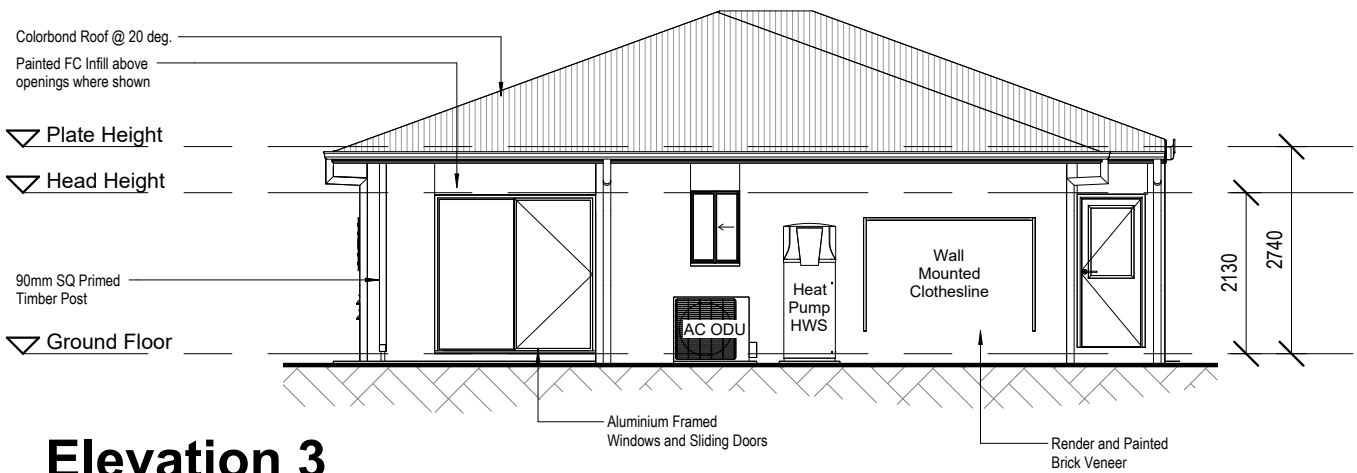 Colorbond Roof @ 20 deg.
Painted FC Infill above
openings where shown
Plate Height
Head Height
90mm SQ Primed
Timber Post
Ground Floor
AC ODU
Heat
Pump
HWS
Wall
Mounted
Clothesline
2130
2740
Aluminium Framed
Windows and Sliding Doors
Render and Painted
Brick Veneer
Elevation 3